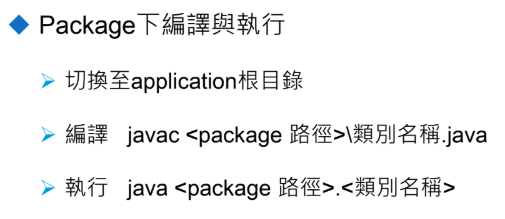 Package下編譯與執行
切換至application根目錄
編譯 javac <package 路徑>\類別名稱.java
執行 java <package 路徑>.<類別名稱>